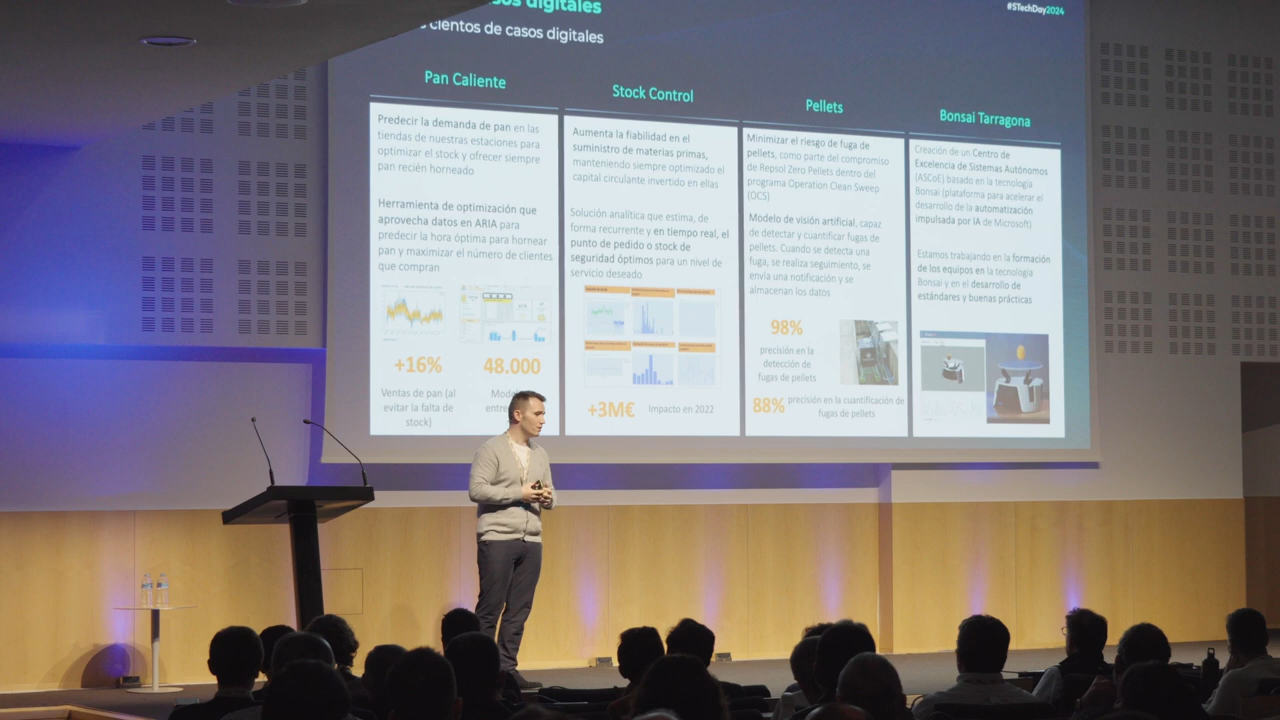 sos digitales
#STechDay2024
cientos de casos digitales
Pan Caliente
Predecir la demanda de pan en las
tiendas de nuestras estaciones para
optimizar el stock y ofrecer siempre
pan recién horneado
Herramienta de optimización que
aprovecha datos en ARIA para
predecir la hora óptima para hornear
pan y maximizar el número de clientes
que compran
+16%
Ventas de pan (al
evitar la falta de
stock)
48.000
Stock Control
Aumenta la fiabilidad en el
suministro de materias primas,
manteniendo siempre optimizado el
capital circulante invertido en ellas
Solución analítica que estima, de
forma recurrente y en tiempo real, el
punto de pedido o stock de
seguridad óptimos para un nivel de
servicio deseado
+3M€
Impacto en 2022
Pellets
Minimizar el riesgo de fuga de
pellets, como parte del compromiso
de Repsol Zero Pellets dentro del
programa Operation Clean Sweep
(OCS)
Modelo de visión artificial, capaz
de detectar y cuantificar fugas de
pellets. Cuando se detecta una
fuga, se realiza seguimiento, se
envía una notificación y se
almacenan los datos
98%
precisión en la
detección de
fugas de pellets
88%
precisión en la cuantificación de
fugas de pellets
Bonsai Tarragona
Creación de un Centro de
Excelencia de Sistemas Autónomos
(ASCoE) basado en la tecnología
Bonsai (plataforma para acelerar el
desarrollo de la automatización
impulsada por IA de Microsoft)
Estamos trabajando en la formación
de los equipos en la tecnología
Bonsai y en el desarrollo de
estándares y buenas prácticas